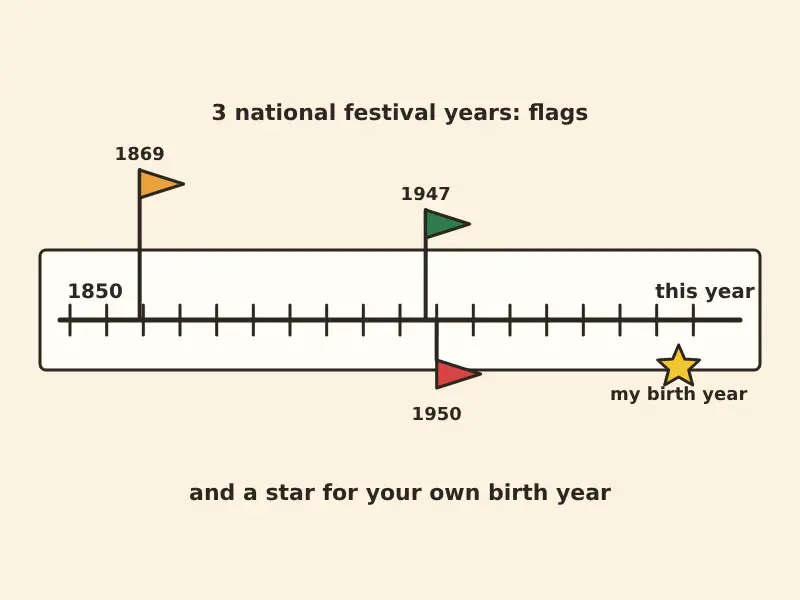 3 national festival years: flags
1869
1947
1850
this year
my birth year
1950
and a star for your own birth year